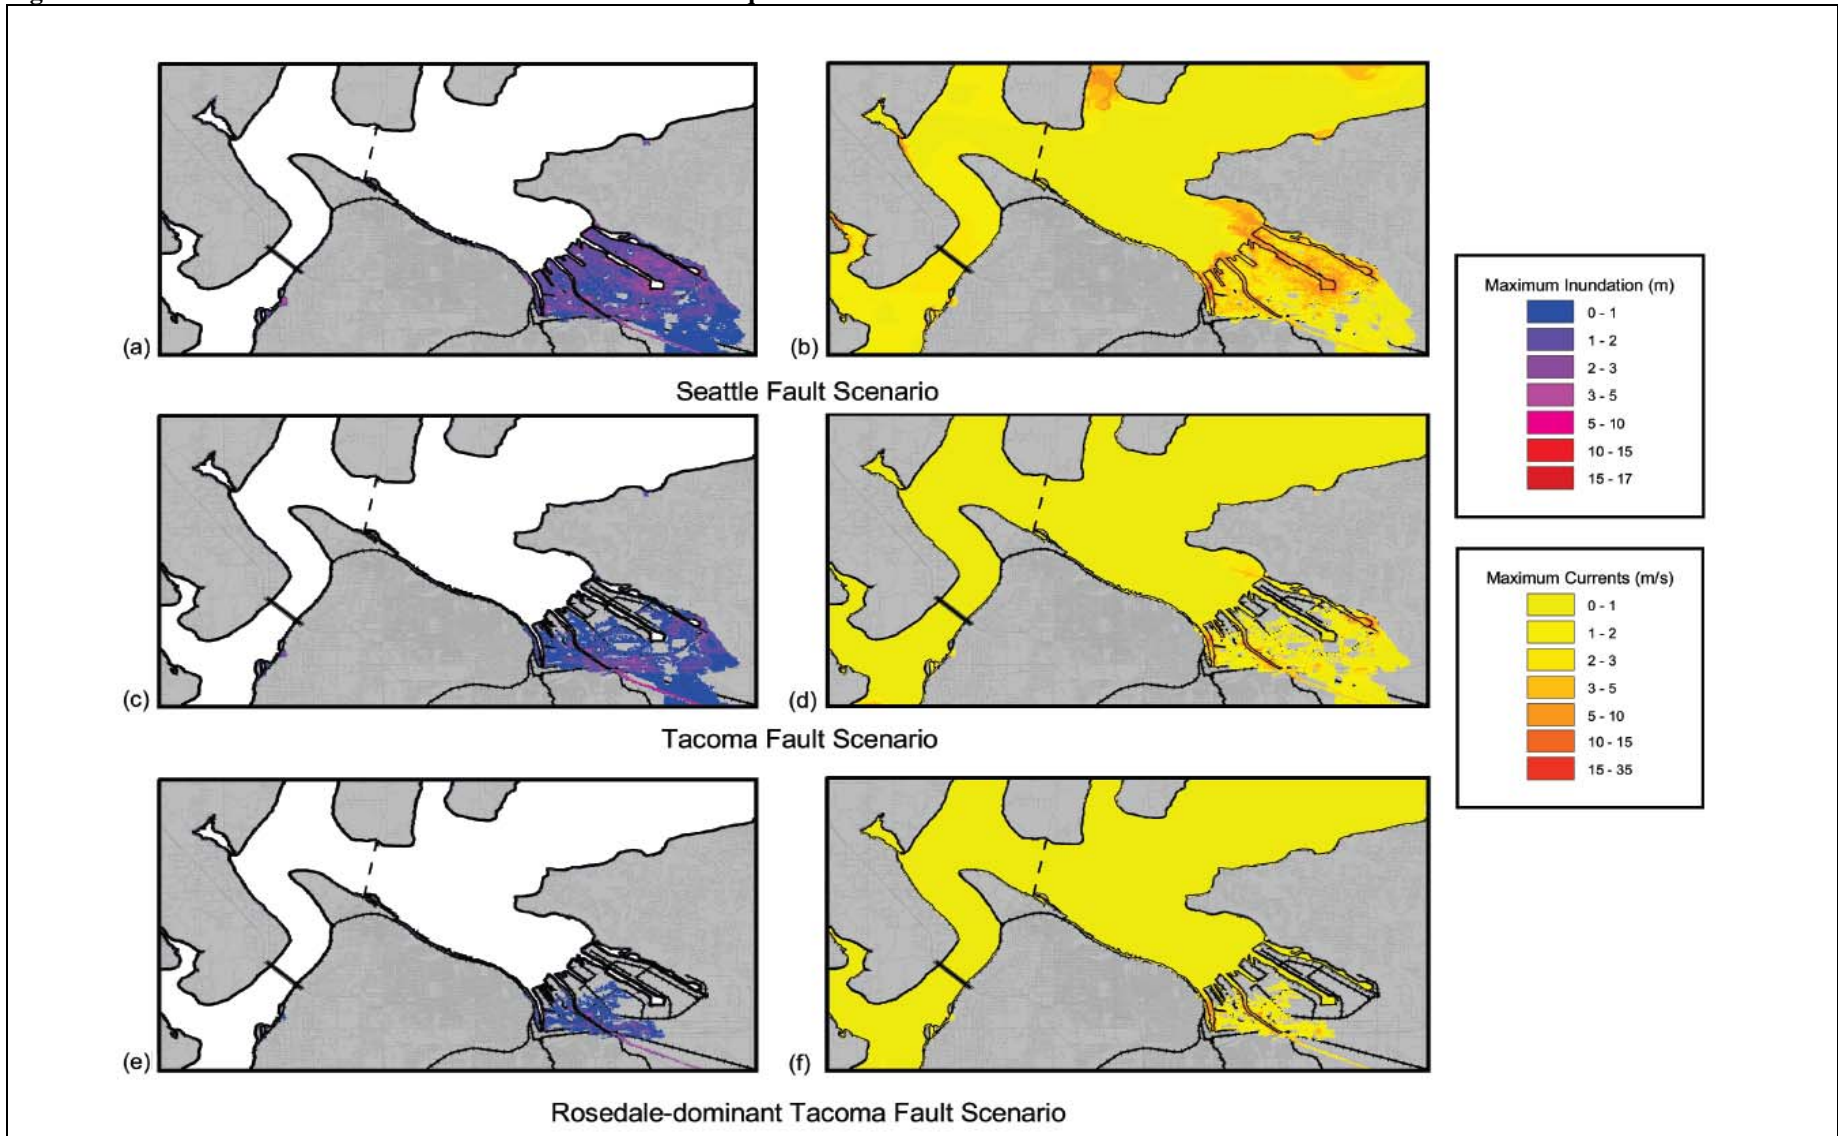 (a)
(b)
Seattle Fault Scenario
(c)
(d)
Tacoma Fault Scenario
(e)
(f)
Rosedale-dominant Tacoma Fault Scenario
Maximum Inundation (m)
0 - 1
1 - 2
2 - 3
3 - 5
5 - 10
10 - 15
15 - 17
Maximum Currents (m/s)
0 - 1
1 - 2
2 - 3
3 - 5
5 - 10
10 - 15
15 - 35